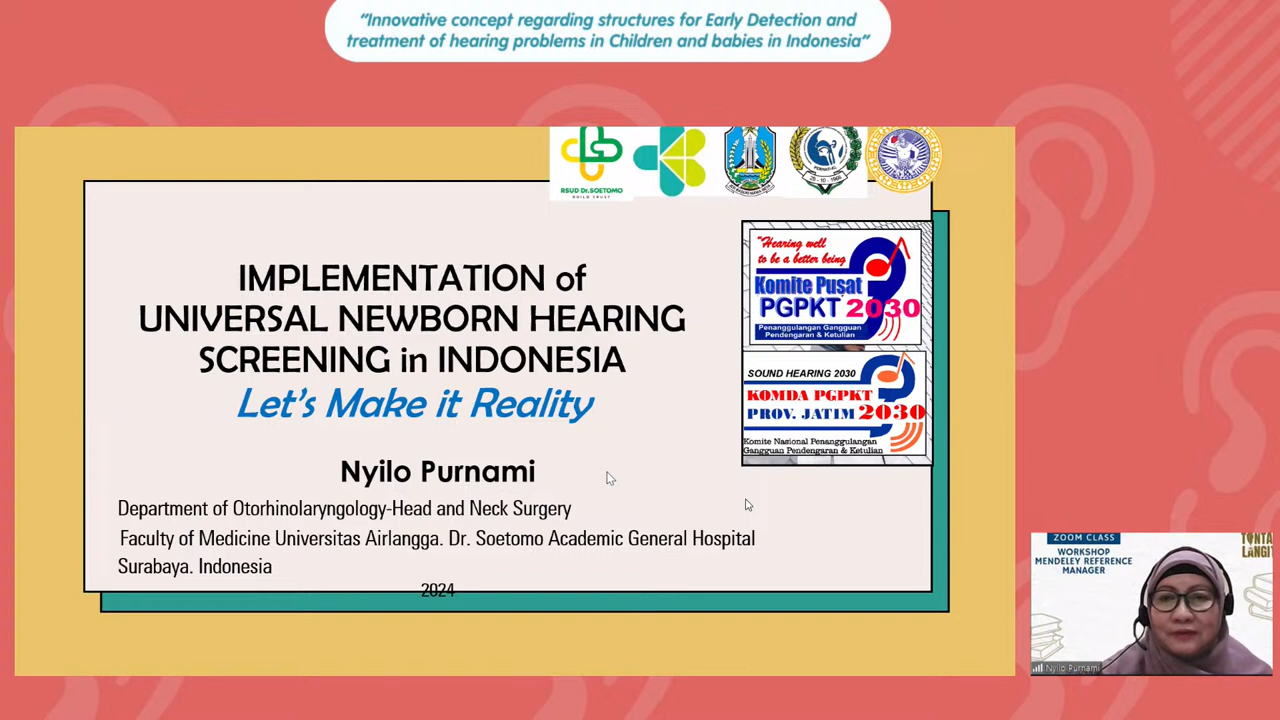 “Innovative concept regarding structures for Early Detection and
treatment of hearing problems in Children and babies in Indonesia”
RSUD Dr.SOETOMO
BUILD TRUST
IMPLEMENTATION of
UNIVERSAL NEWBORN HEARING
SCREENING in INDONESIA
Let's Make it Reality
Nyilo Purnami
Department of Otorhinolaryngology-Head and Neck Surgery
Faculty of Medicine Universitas Airlangga. Dr. Soetomo Academic General Hospital
Surabaya. Indonesia
2024
“Hearing well
to be a better being
Komite Pusat
PGPKT 2030
Penanggulangan Gangguan
Pendengaran & Ketulian
SOUND HEARING 2030
KOMDA PGPKT
PROV. JATIM 2030
Komite Nasional Penanggulangan
Gangguan Pendengaran & Ketulian
ZOOM CLASS
WORKSHOP
MENDELEY REFERENCE
MANAGER
Nyilo Purnami